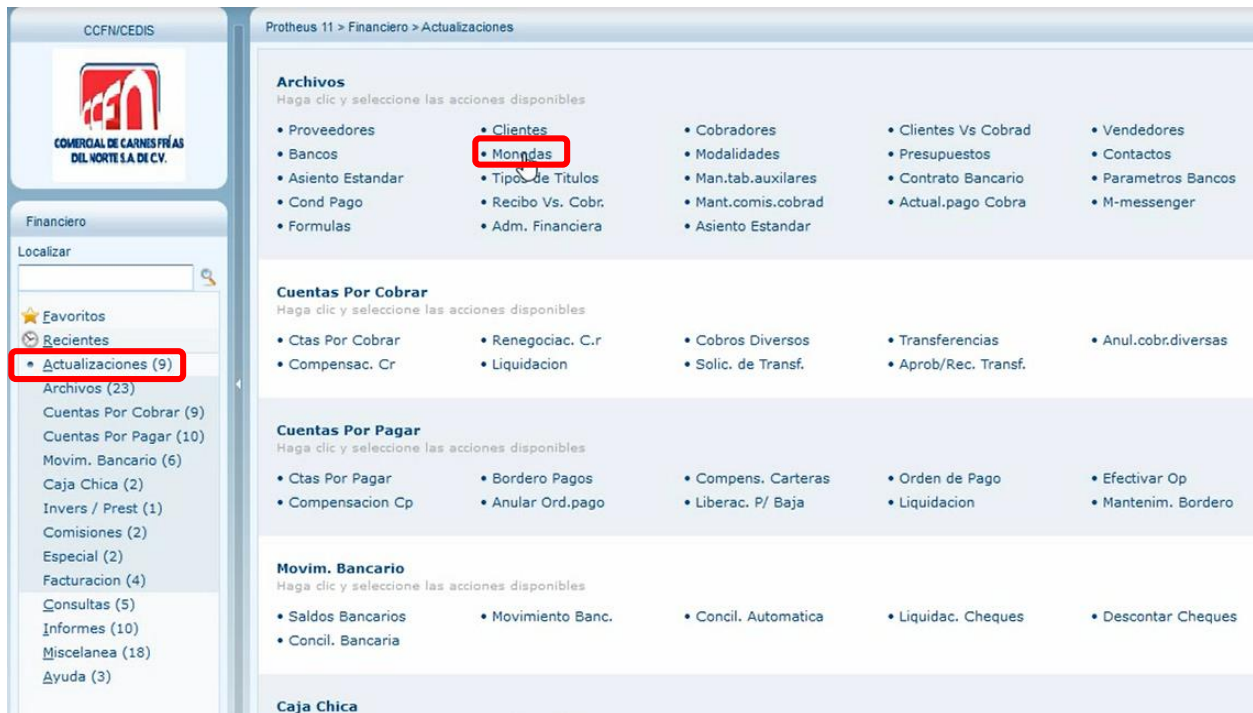 CCFN/CEDIS
CCFN
COMERCIAL DE CARNES FRÍAS
DEL NORTE S.A DE C.V.
Financiero
Localizar
Favoritos
Recientes
• Actualizaciones (9)
Archivos (23)
Cuentas Por Cobrar (9)
Cuentas Por Pagar (10)
Movim. Bancario (6)
Caja Chica (2)
Invers / Prest (1)
Comisiones (2)
Especial (2)
Facturacion (4)
Consultas (5)
Informes (10)
Miscelanea (18)
Ayuda (3)
Protheus 11 > Financiero > Actualizaciones
Archivos
Haga clic y seleccione las acciones disponibles
• Proveedores • Clientes • Cobradores • Clientes Vs Cobrad • Vendedores
• Bancos • Monedas • Modalidades • Presupuestos • Contactos
• Asiento Estandar • Tipos de Titulos • Man.tab.auxilares • Contrato Bancario • Parametros Bancos
• Cond Pago • Recibo Vs. Cobr. • Mant.comis.cobrad • Actual.pago Cobra • M-messenger
• Formulas • Adm. Financiera • Asiento Estandar
Cuentas Por Cobrar
Haga clic y seleccione las acciones disponibles
• Ctas Por Cobrar • Renegociac. C.r • Cobros Diversos • Transferencias • Anul.cobr.diversas
• Compensac. Cr • Liquidacion • Solic. de Transf. • Aprob/Rec. Transf.
Cuentas Por Pagar
Haga clic y seleccione las acciones disponibles
• Ctas Por Pagar • Bordero Pagos • Compens. Carteras • Orden de Pago • Efectivar Op
• Compensacion Cp • Anular Ord.pago • Liberac. P/ Baja • Liquidacion • Mantenim. Bordero
Movim. Bancario
Haga clic y seleccione las acciones disponibles
• Saldos Bancarios • Movimiento Banc. • Concil. Automatica • Liquidac. Cheques • Descontar Cheques
• Concil. Bancaria
Caja Chica